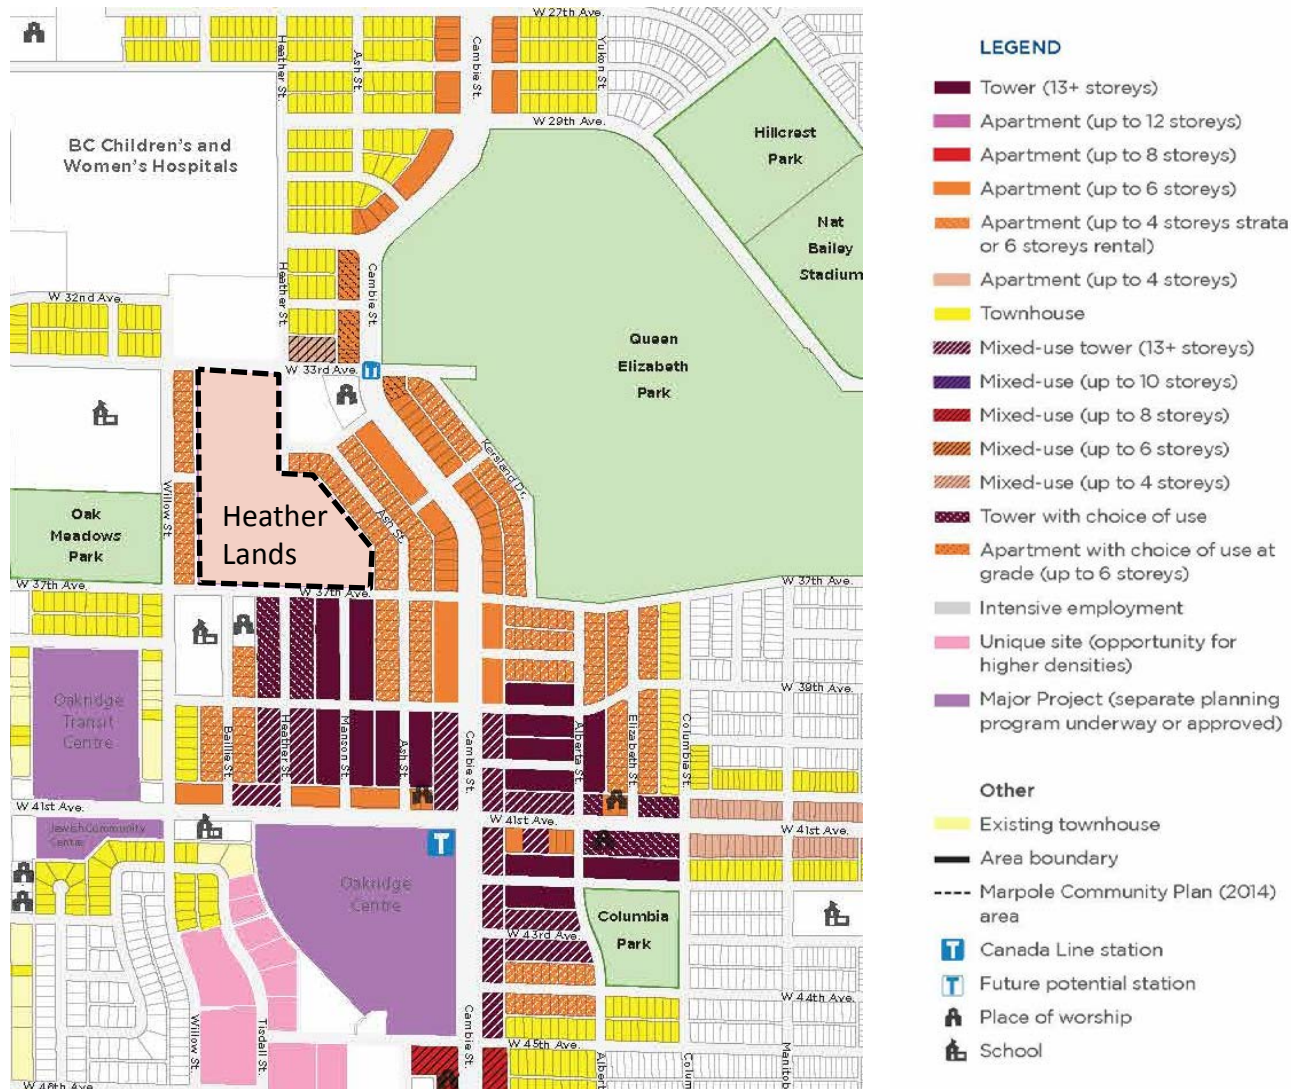 W 27th Ave.
Heather St.
Ash St.
Cambie St.
Yukon St.
W 29th Ave.
BC Children's and
Women's Hospitals
Hillcrest
Park
Nat
Bailey
Stadium
Heather St.
Cambie St.
W 32nd Ave.
Queen
Elizabeth
Park
W 33rd Ave.
Kersland Dr.
Oak
Meadows
Park
Willow St.
Heather
Lands
Ash St.
W 37th Ave.
W 37th Ave.
W 37th Ave.
Oakridge
Transit
Centre
W 39th Ave.
Baillie St.
Heather St.
Manson St.
Ash St.
Cambie St.
Alberta St.
Elizabeth St.
Columbia St.
W 41st Ave.
W 41st Ave.
W 41st Ave.
Jewish Community
Center
Oakridge
Centre
Columbia
Park
W 43rd Ave.
W 44th Ave.
Willow St.
Tisdall St.
Cambie St.
W 45th Ave.
W 46th Ave.
Albert
Colum
Manitob
LEGEND
Tower (13+ storeys)
Apartment (up to 12 storeys)
Apartment (up to 8 storeys)
Apartment (up to 6 storeys)
Apartment (up to 4 storeys strata
or 6 storeys rental)
Apartment (up to 4 storeys)
Townhouse
Mixed-use tower (13+ storeys)
Mixed-use (up to 10 storeys)
Mixed-use (up to 8 storeys)
Mixed-use (up to 6 storeys)
Mixed-use (up to 4 storeys)
Tower with choice of use
Apartment with choice of use at
grade (up to 6 storeys)
Intensive employment
Unique site (opportunity for
higher densities)
Major Project (separate planning
program underway or approved)
Other
Existing townhouse
Area boundary
Marpole Community Plan (2014)
area
T Canada Line station
T Future potential station
Place of worship
School